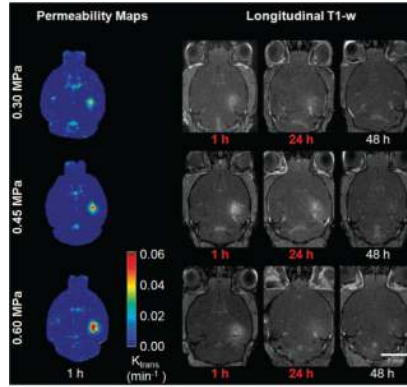 Permeability Maps
Longitudinal T1-w
0.30 MPa
1 h
24 h
48 h
0.45 MPa
1 h
24 h
48 h
0.60 MPa
0.06
0.04
0.02
0.00
Ktrans
(min⁻¹)
1 h
1 h
24 h
48 h